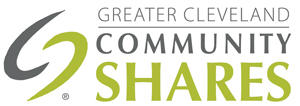 GREATER CLEVELAND
COMMUNITY
SHARES
®